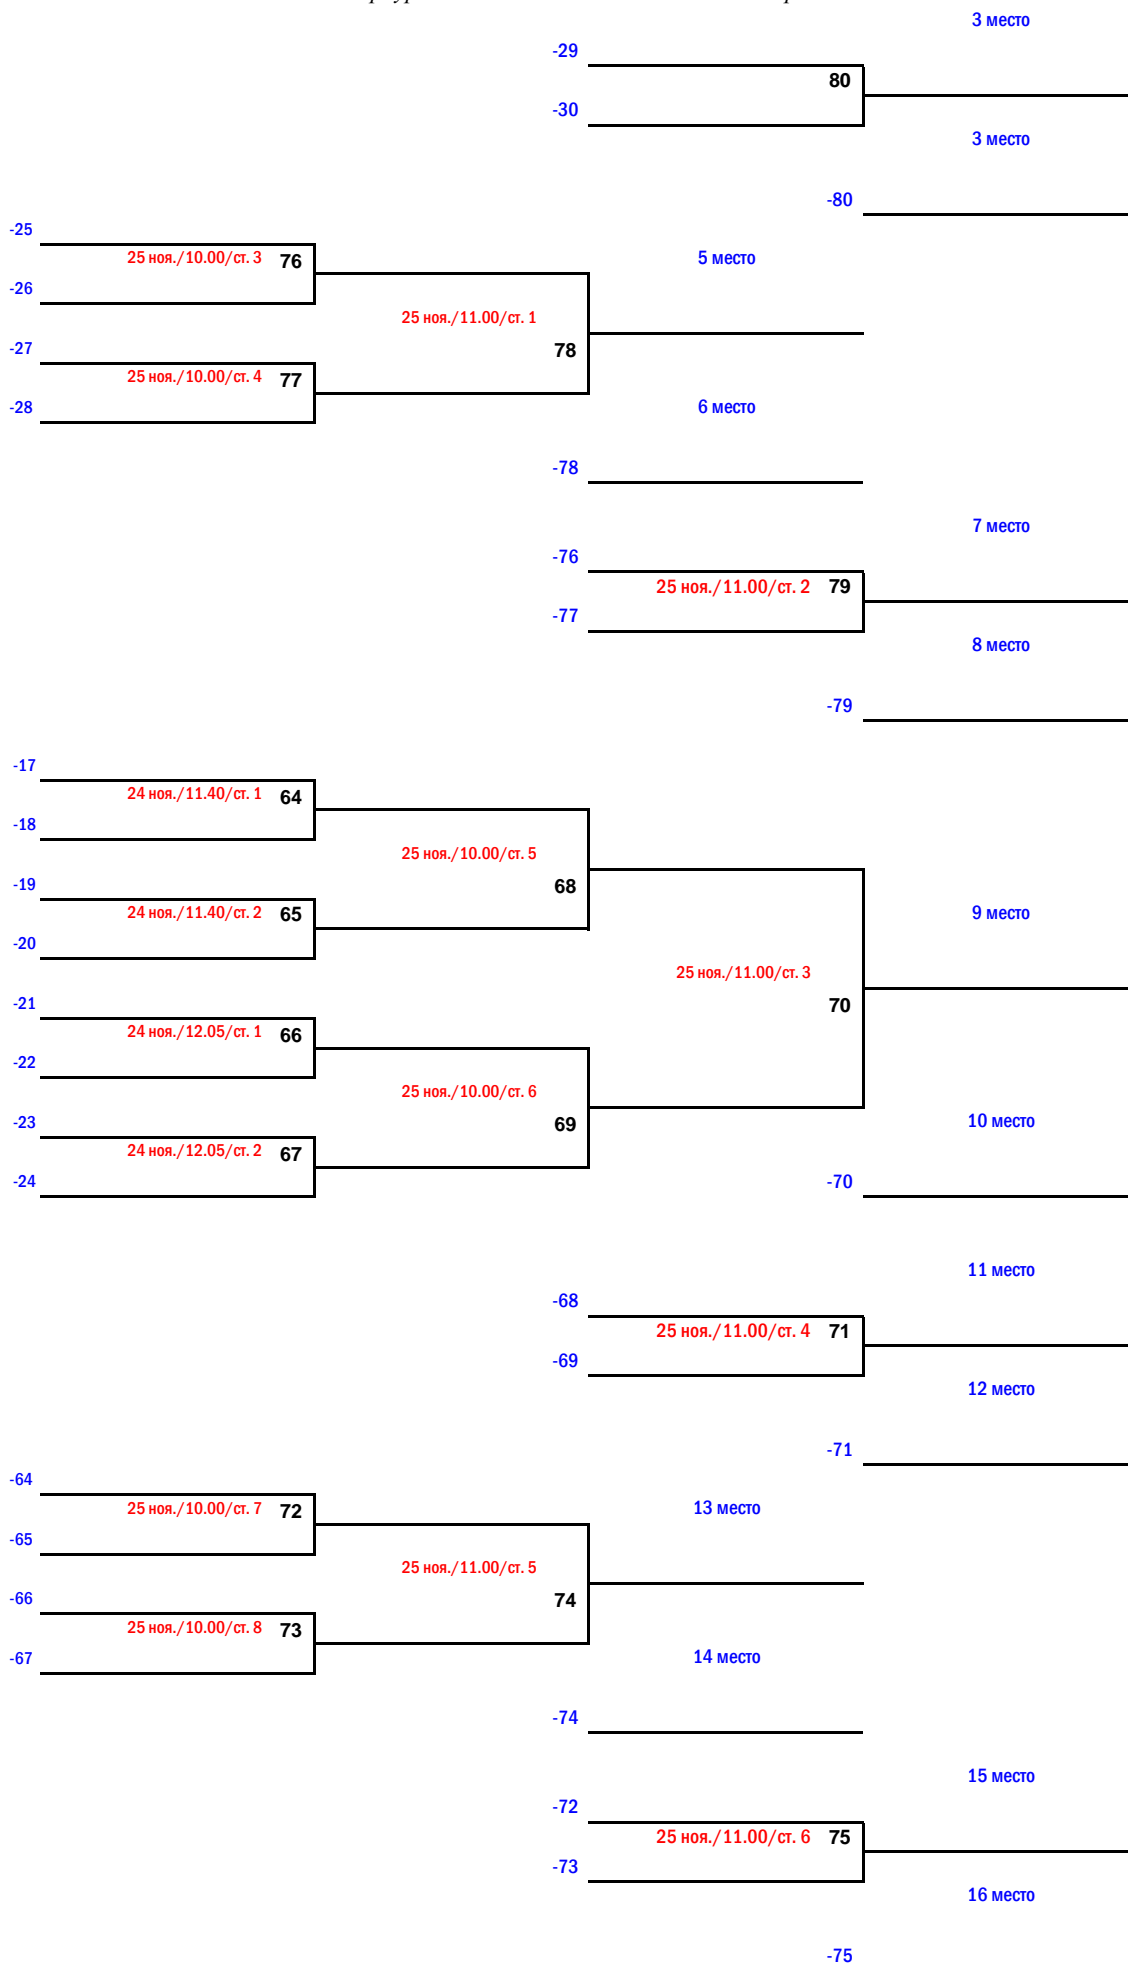 3 место
-29
80
-30
3 место
-80
-25
25 ноя./10.00/ст. 3 76
5 место
-26
25 ноя./11.00/ст. 1
-27
78
25 ноя./10.00/ст. 4 77
-28
6 место
-78
7 место
-76
25 ноя./11.00/ст. 2 79
-77
8 место
-79
-17
24 ноя./11.40/ст. 1 64
-18
25 ноя./10.00/ст. 5
-19
68
24 ноя./11.40/ст. 2 65
9 место
-20
25 ноя./11.00/ст. 3
-21
70
24 ноя./12.05/ст. 1 66
-22
25 ноя./10.00/ст. 6
-23
69
10 место
24 ноя./12.05/ст. 2 67
-24
-70
11 место
-68
25 ноя./11.00/ст. 4 71
-69
12 место
-71
-64
25 ноя./10.00/ст. 7 72
13 место
-65
25 ноя./11.00/ст. 5
-66
74
25 ноя./10.00/ст. 8 73
-67
14 место
-74
15 место
-72
25 ноя./11.00/ст. 6 75
-73
16 место
-75